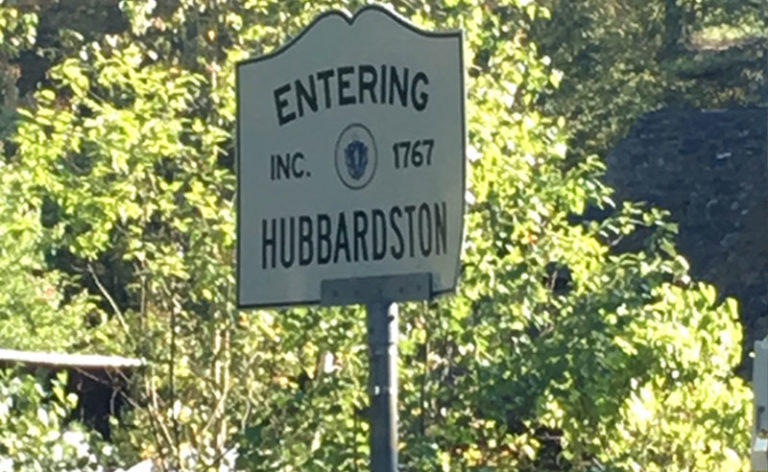 ENTERING
INC. 1767
HUBBARDSTON